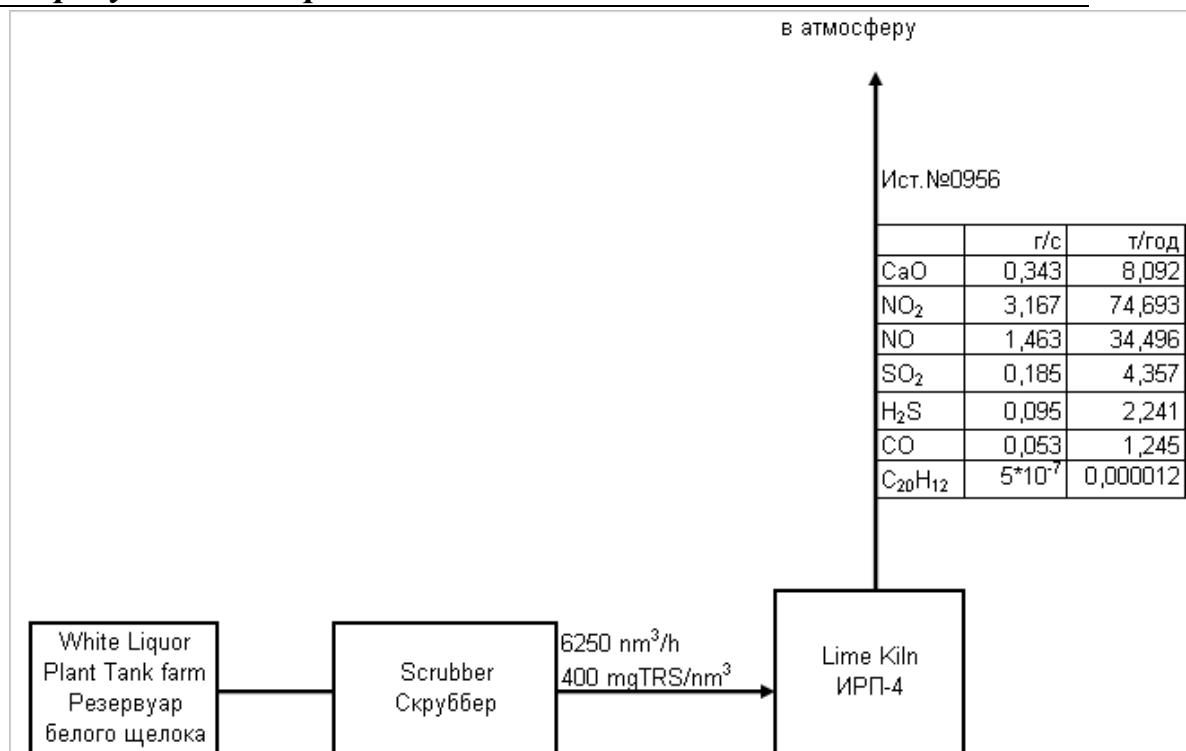 в атмосферу
Ист.№0956
г/с т/год
CaO 0,343 8,092
NO₂ 3,167 74,693
NO 1,463 34,496
SO₂ 0,185 4,357
H₂S 0,095 2,241
CO 0,053 1,245
C₂₀H₁₂ 5*10⁻⁷ 0,000012
White Liquor
Plant Tank farm
Резервуар
белого щелока
Scrubber
Скруббер
6250 nm³/h
400 mgTRS/nm³
Lime Kiln
ИРП-4